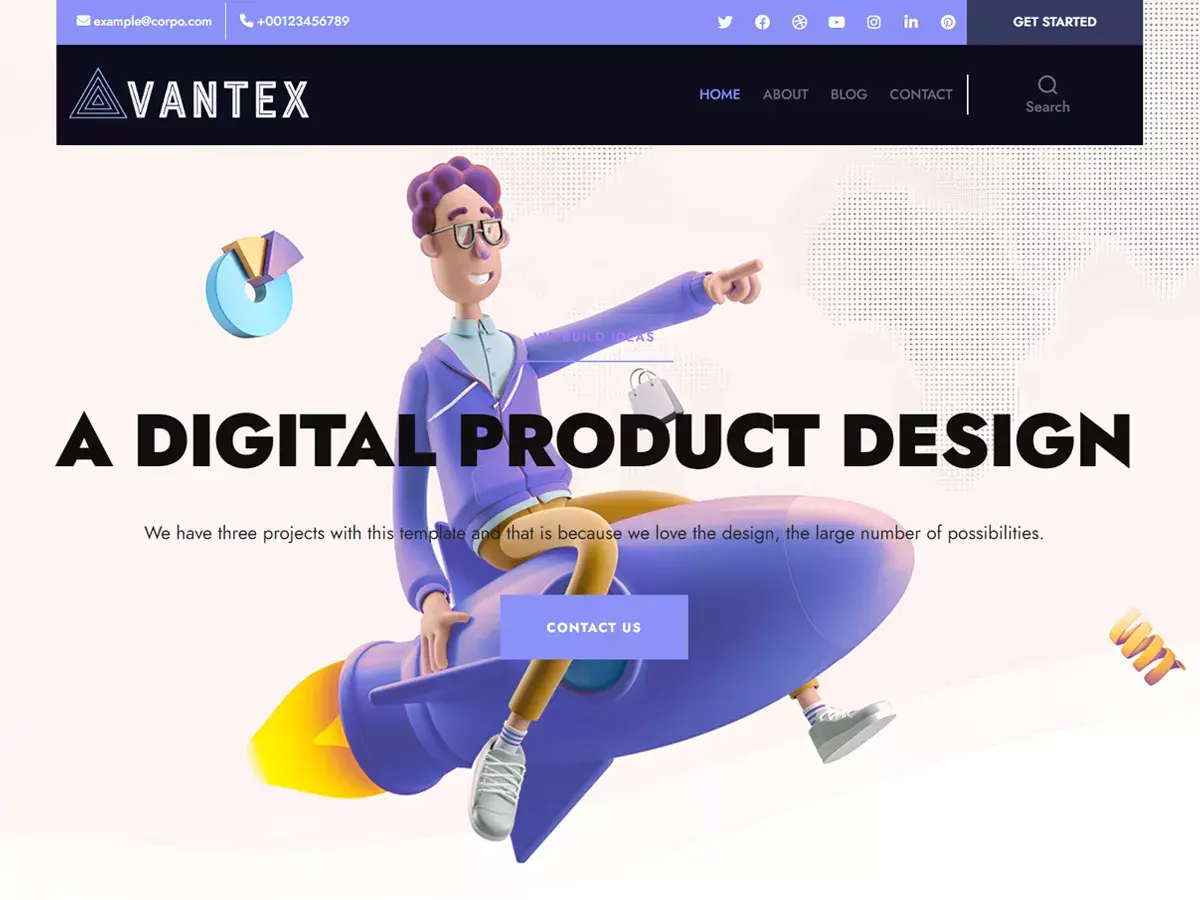 example@corpo.com +00123456789 GET STARTED
VANTEX HOME ABOUT BLOG CONTACT Search
WE BUILD IDEAS
A DIGITAL PRODUCT DESIGN
We have three projects with this template and that is because we love the design, the large number of possibilities.
CONTACT US